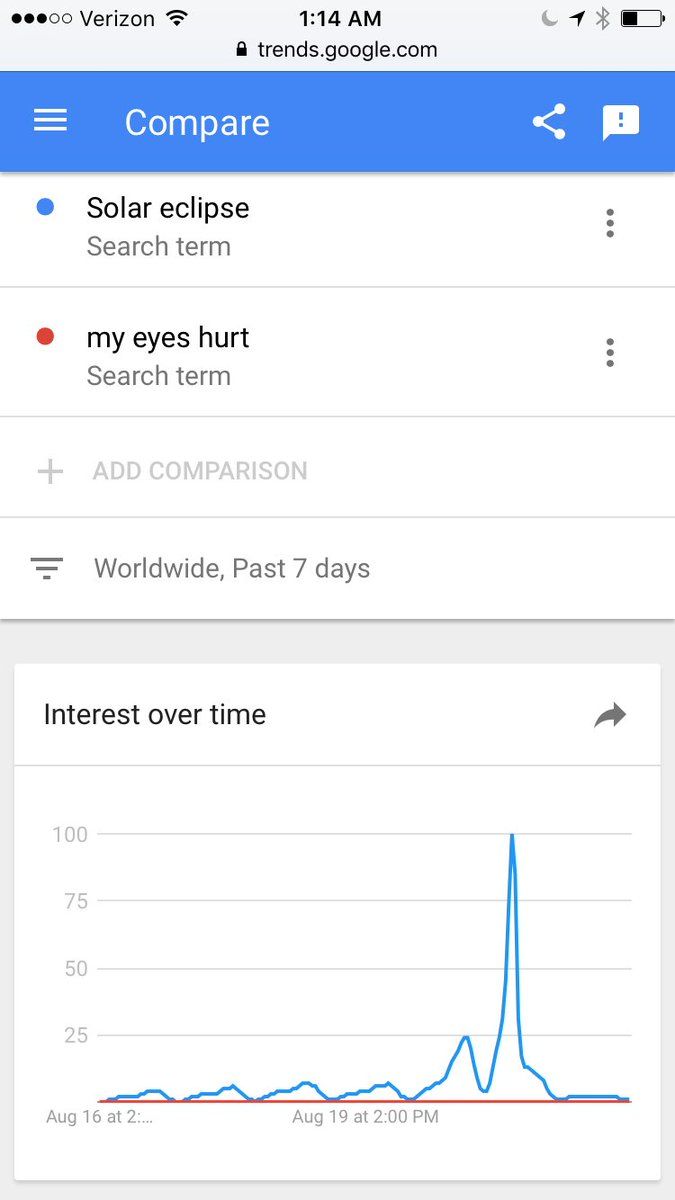 Verizon 1:14 AM
trends.google.com
Compare
Solar eclipse
Search term
my eyes hurt
Search term
ADD COMPARISON
Worldwide, Past 7 days
Interest over time
100
75
50
25
Aug 16 at 2:... Aug 19 at 2:00 PM